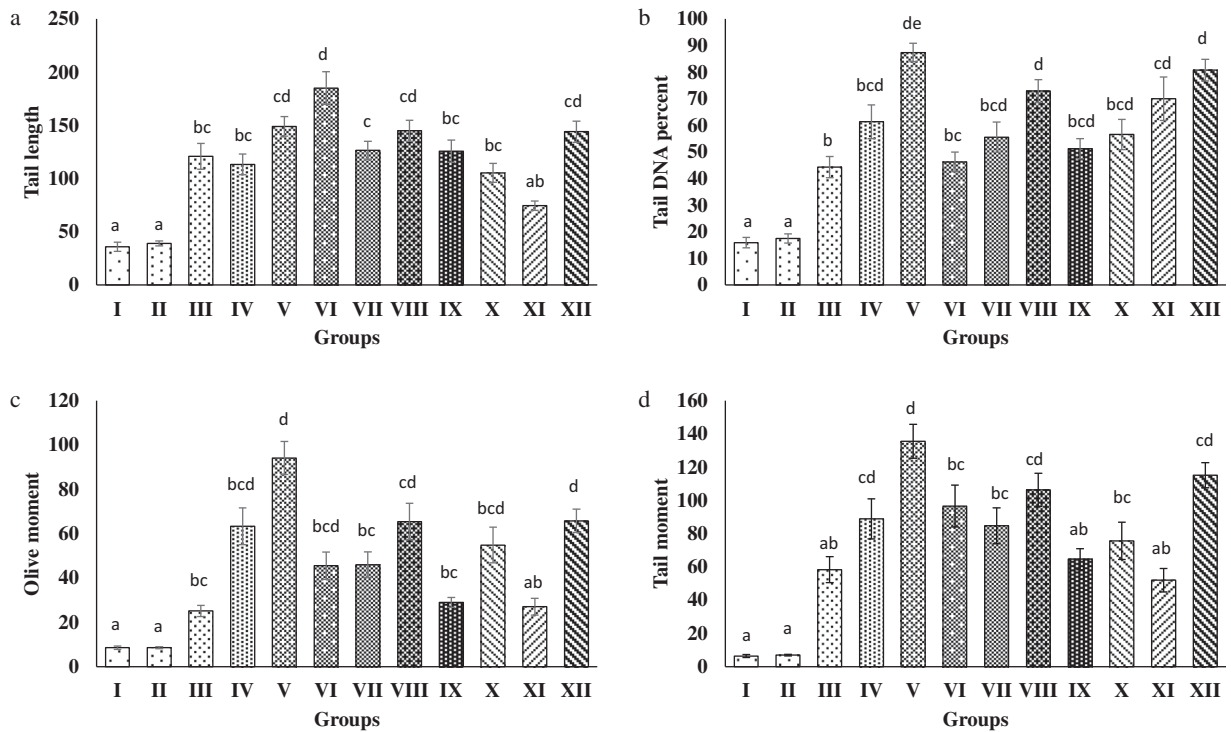 a
250
200
150
100
50
0
Tail length
a a bc bc cd d c cd bc bc ab cd
I II III IV V VI VII VIII IX X XI XII
Groups
b
100
90
80
70
60
50
40
30
20
10
0
Tail DNA percent
a a b bcd de bc bcd d bcd bcd cd d
I II III IV V VI VII VIII IX X XI XII
Groups
c
120
100
80
60
40
20
0
Olive moment
a a bc bcd d bcd bc cd bc bcd ab d
I II III IV V VI VII VIII IX X XI XII
Groups
d
160
140
120
100
80
60
40
20
0
Tail moment
a a ab cd d bc bc cd ab bc ab cd
I II III IV V VI VII VIII IX X XI XII
Groups